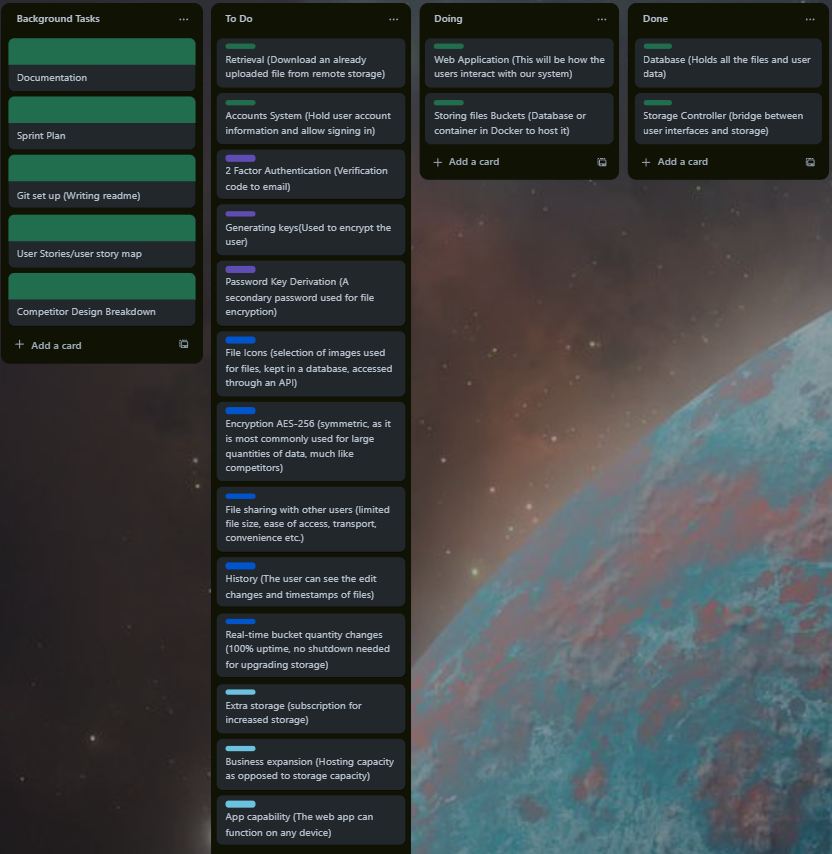 Background Tasks
Documentation
Sprint Plan
Git set up (Writing readme)
User Stories/user story map
Competitor Design Breakdown
Add a card
To Do
Retrieval (Download an already
uploaded file from remote storage)
Accounts System (Hold user account
information and allow signing in)
2 Factor Authentication (Verification
code to email)
Generating keys(Used to encrypt the
user)
Password Key Derivation (A
secondary password used for file
encryption)
File Icons (selection of images used
for files, kept in a database, accessed
through an API)
Encryption AES-256 (symmetric, as it
is most commonly used for large
quantities of data, much like
competitors)
File sharing with other users (limited
file size, ease of access, transport,
convenience etc.)
History (The user can see the edit
changes and timestamps of files)
Real-time bucket quantity changes
(100% uptime, no shutdown needed
for upgrading storage)
Extra storage (subscription for
increased storage)
Business expansion (Hosting capacity
as opposed to storage capacity)
App capability (The web app can
function on any device)
Doing
Web Application (This will be how the
users interact with our system)
Storing files Buckets (Database or
container in Docker to host it)
Add a card
Done
Database (Holds all the files and user
data)
Storage Controller (bridge between
user interfaces and storage)
Add a card